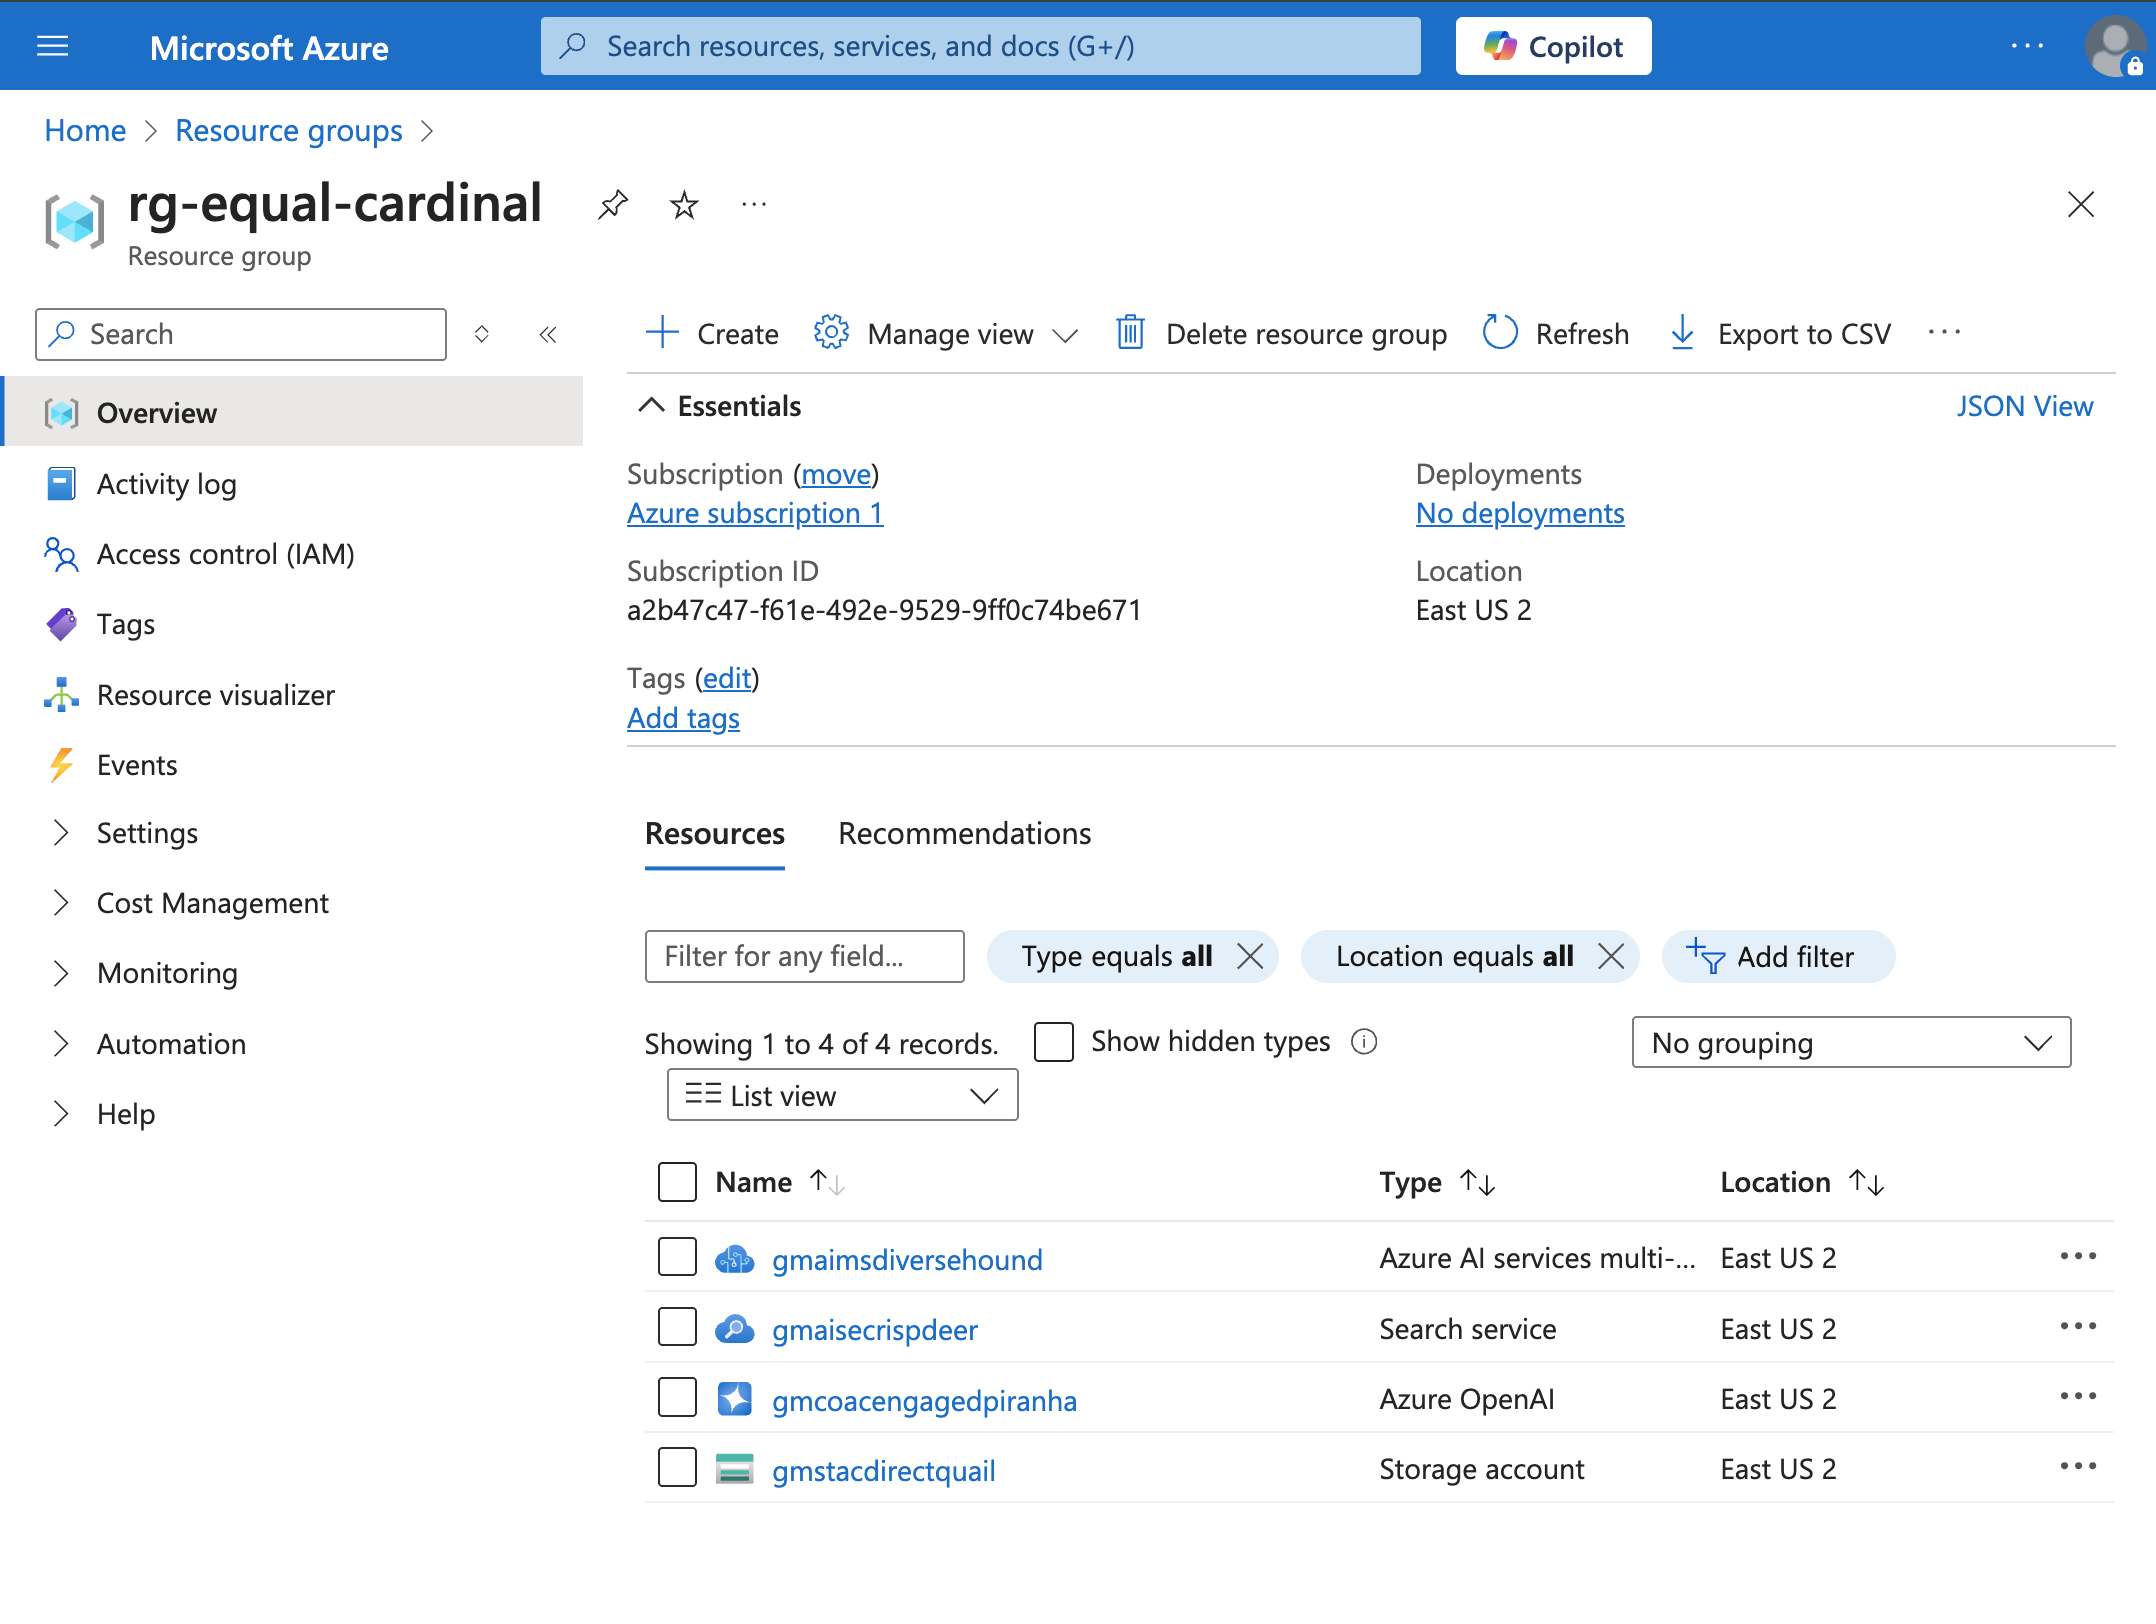 Microsoft Azure
Search resources, services, and docs (G+/)
Copilot
Home > Resource groups >
rg-equal-cardinal
Resource group
Search
Overview
Activity log
Access control (IAM)
Tags
Resource visualizer
Events
Settings
Cost Management
Monitoring
Automation
Help
Create Manage view Delete resource group Refresh Export to CSV
Essentials
JSON View
Subscription (move)
Azure subscription 1
Subscription ID
a2b47c47-f61e-492e-9529-9ff0c74be671
Deployments
No deployments
Location
East US 2
Tags (edit)
Add tags
Resources Recommendations
Filter for any field... Type equals all Location equals all Add filter
Showing 1 to 4 of 4 records. Show hidden types No grouping
List view
Name Type Location
gmaimsdiversehound Azure AI services multi-... East US 2
gmaisecrispdeer Search service East US 2
gmcoacengagedpiranha Azure OpenAI East US 2
gmstacdirectquail Storage account East US 2